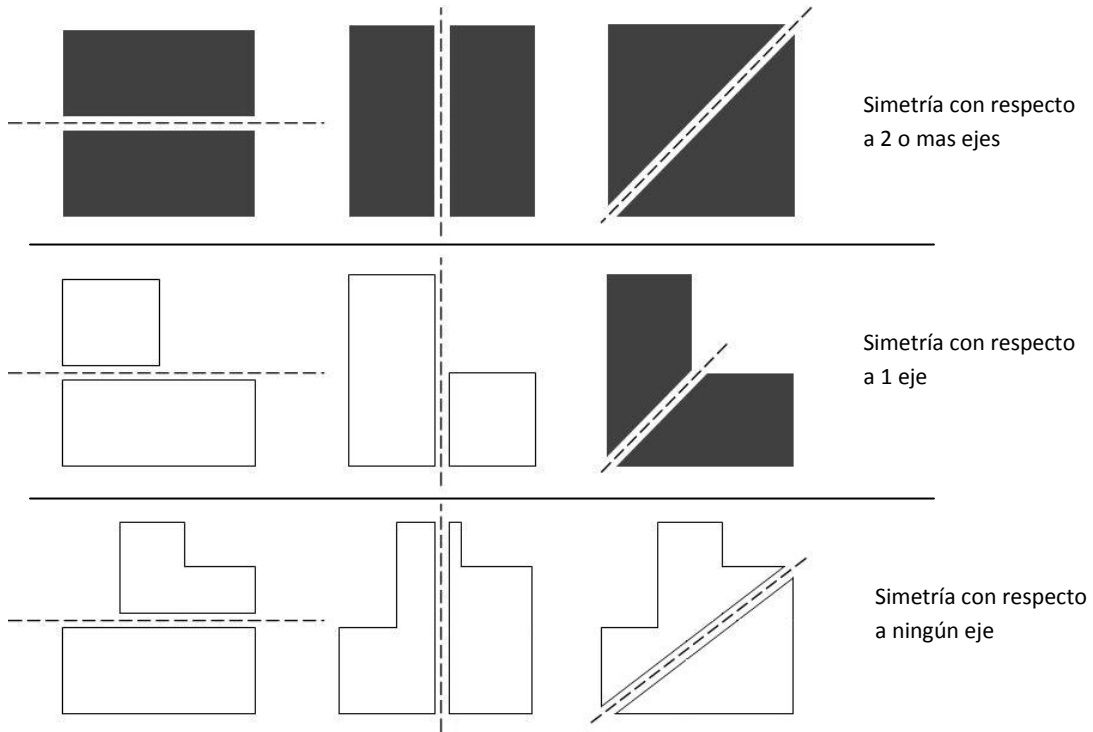 Simetría con respecto
a 2 o mas ejes
Simetría con respecto
a 1 eje
Simetría con respecto
a ningún eje